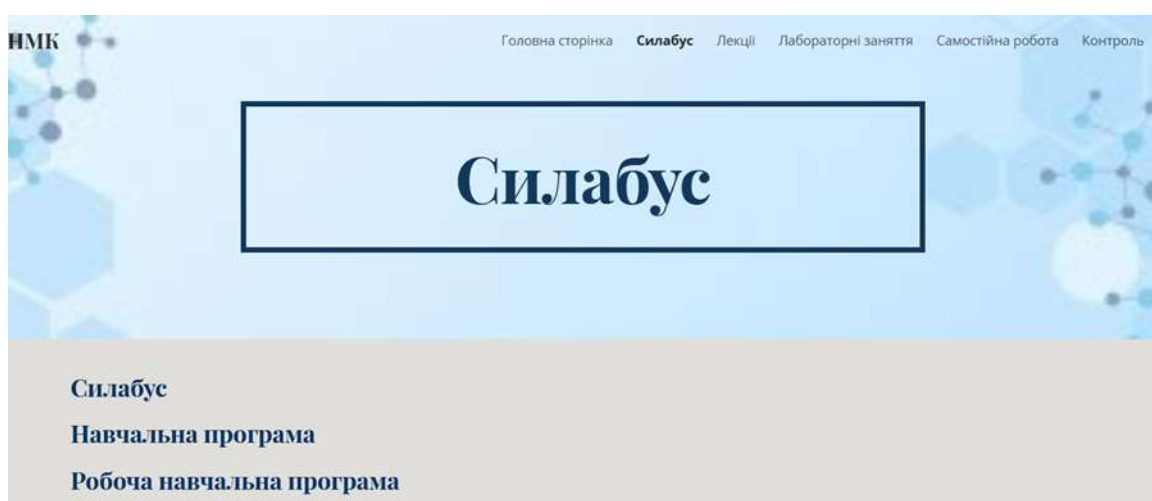 НМК Головна сторінка Силабус Лекції Лабораторні заняття Самостійна робота Контроль
Силабус
Силабус
Навчальна програма
Робоча навчальна програма